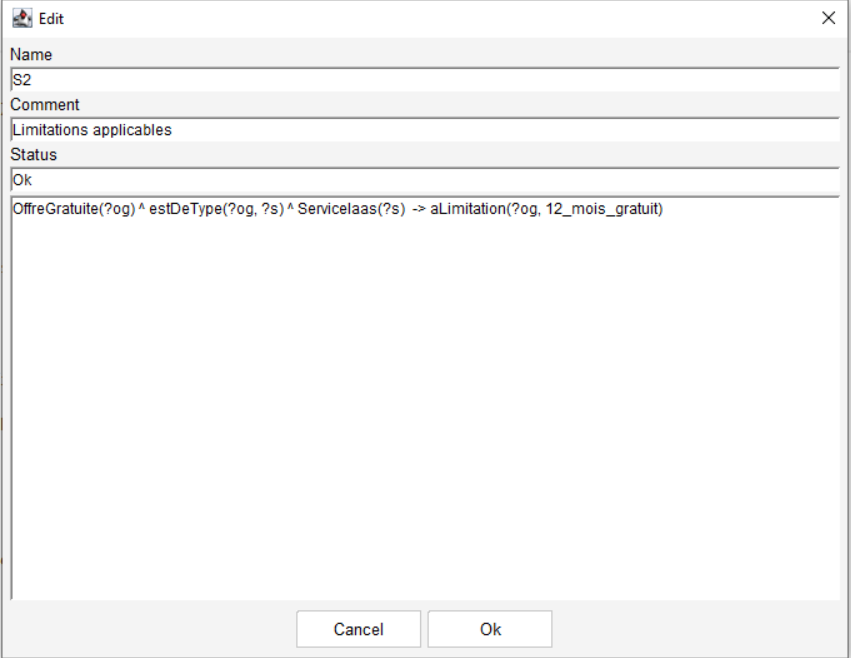 Edit
Name
S2
Comment
Limitations applicables
Status
Ok
OffreGratuite(?og) ^ estDeType(?og, ?s) ^ ServiceIaas(?s) -> aLimitation(?og, 12_mois_gratuit)
Cancel Ok